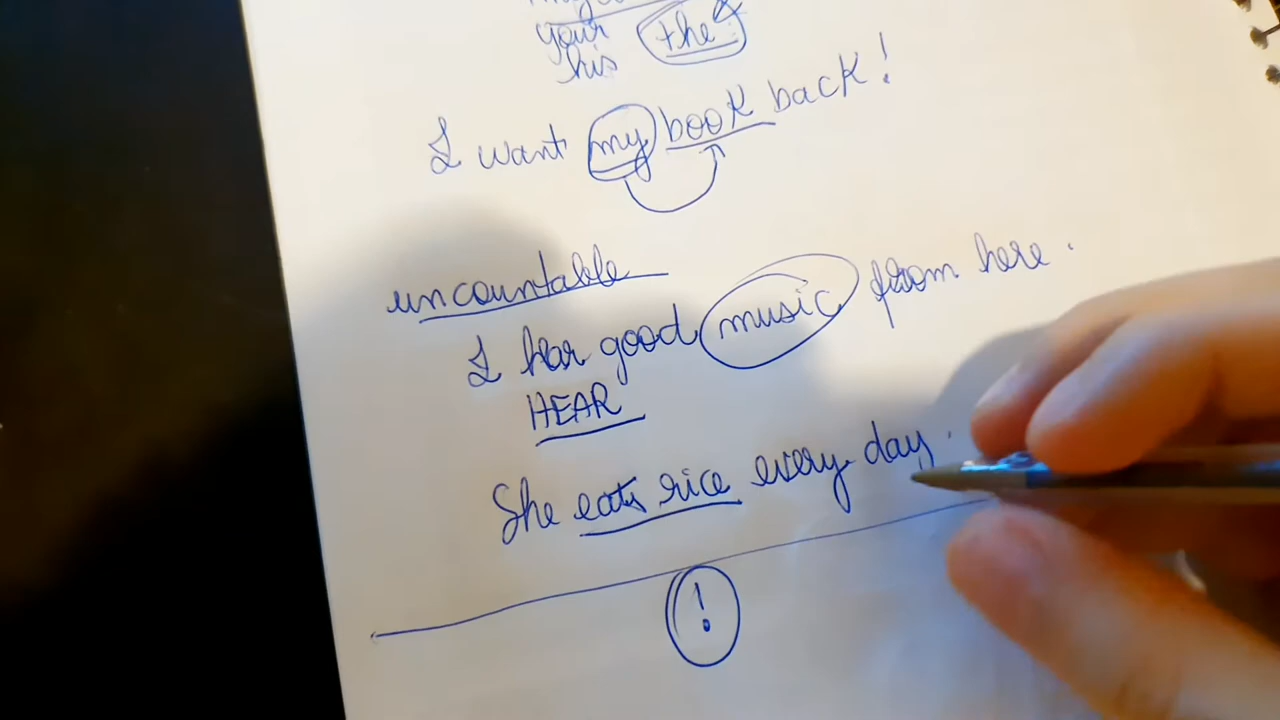 your the
his
I want my book back!
uncountable
I hear good music from here.
HEAR
She eats rice every day.
!